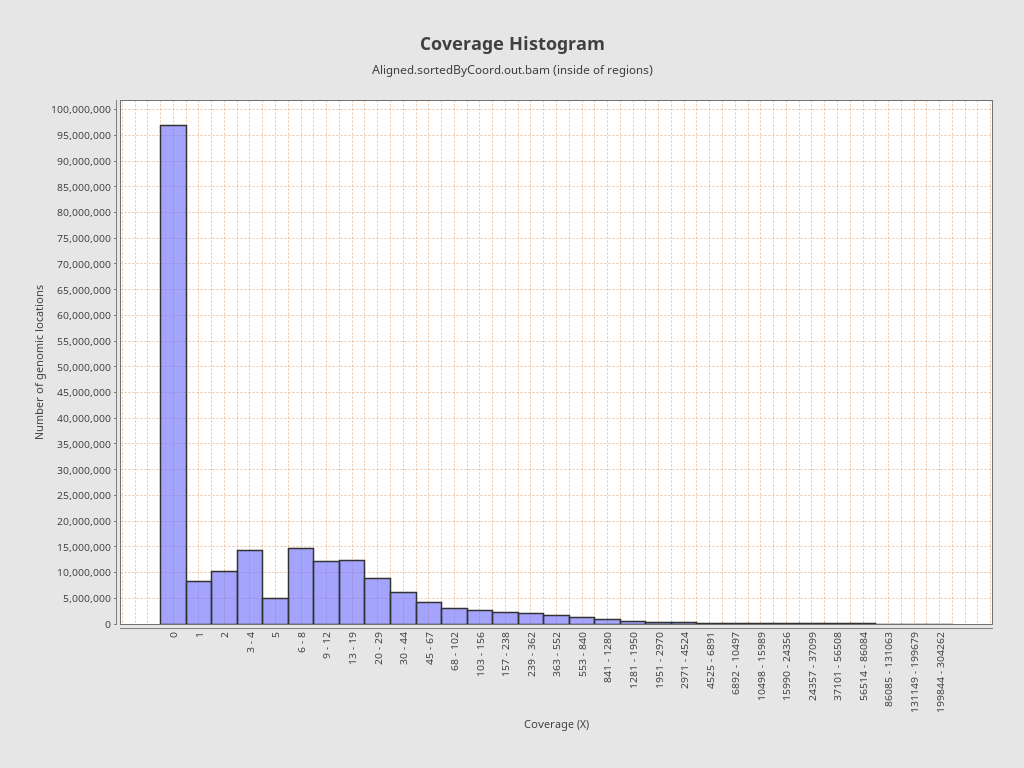 Coverage Histogram
Aligned.sortedByCoord.out.bam (inside of regions)
Number of genomic locations
100,000,000
95,000,000
90,000,000
85,000,000
80,000,000
75,000,000
70,000,000
65,000,000
60,000,000
55,000,000
50,000,000
45,000,000
40,000,000
35,000,000
30,000,000
25,000,000
20,000,000
15,000,000
10,000,000
5,000,000
0
0
1
2
3 - 4
5
6 - 8
9 - 12
13 - 19
20 - 29
30 - 44
45 - 67
68 - 102
103 - 156
157 - 238
239 - 362
363 - 552
553 - 840
841 - 1280
1281 - 1950
1951 - 2970
2971 - 4524
4525 - 6891
6892 - 10497
10498 - 15989
15990 - 24356
24357 - 37099
37101 - 56508
56514 - 86084
86085 - 131063
131149 - 199679
199844 - 304262
Coverage (X)